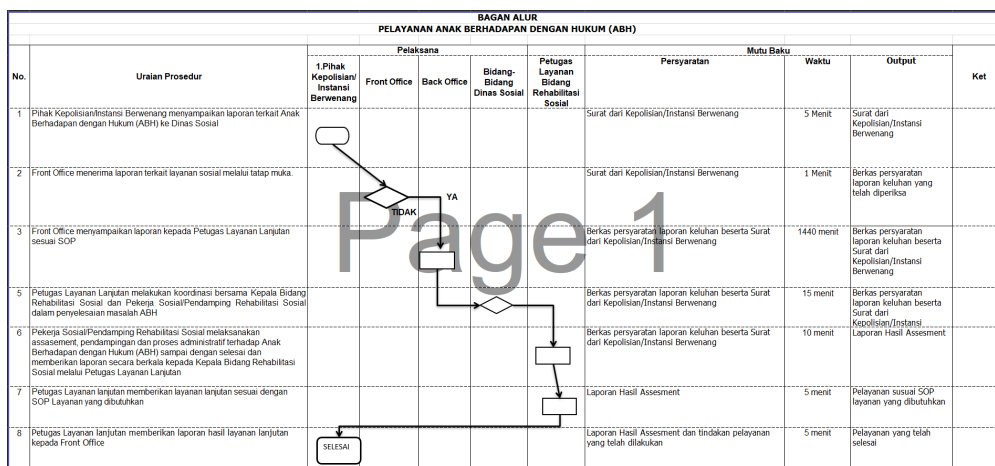 BAGAN ALUR
PELAYANAN ANAK BERHADAPAN DENGAN HUKUM (ABH)
No.
Uraian Prosedur
Pelaksana
Mutu Baku
Ket
1.Pihak
Kepolisian/
Instansi
Berwenang
Front Office
Back Office
Bidang-
Bidang
Dinas Sosial
Petugas
Layanan
Bidang
Rehabilitasi
Sosial
Persyaratan
Waktu
Output
1
Pihak Kepolisian/Instansi Berwenang menyampaikan laporan terkait Anak
Berhadapan dengan Hukum (ABH) ke Dinas Sosial
Surat dari Kepolisian/Instansi Berwenang
5 Menit
Surat dari
Kepolisian/Instansi
Berwenang
2
Front Office menerima laporan terkait layanan sosial melalui tatap muka.
YA
TIDAK
Surat dari Kepolisian/Instansi Berwenang
1 Menit
Berkas persyaratan
laporan keluhan yang
telah diperiksa
Page 1
3
Front Office menyampaikan laporan kepada Petugas Layanan Lanjutan
sesuai SOP
Berkas persyaratan laporan keluhan beserta Surat
dari Kepolisian/Instansi Berwenang
1440 menit
Berkas persyaratan
laporan keluhan beserta
Surat dari
Kepolisian/Instansi
Berwenang
5
Petugas Layanan Lanjutan melakukan koordinasi bersama Kepala Bidang
Rehabilitasi Sosial dan Pekerja Sosial/Pendamping Rehabilitasi Sosial
dalam penyelesaian masalah ABH
Berkas persyaratan laporan keluhan beserta Surat
dari Kepolisian/Instansi Berwenang
15 menit
Berkas persyaratan
laporan keluhan beserta
Surat dari
Kepolisian/Instansi
6
Pekerja Sosial/Pendamping Rehabilitasi Sosial melaksanakan
assasement, pendampingan dan proses administratif terhadap Anak
Berhadapan dengan Hukum (ABH) sampai dengan selesai dan
memberikan laporan secara berkala kepada Kepala Bidang Rehabilitasi
Sosial melalui Petugas Layanan Lanjutan
Berkas persyaratan laporan keluhan beserta Surat
dari Kepolisian/Instansi Berwenang
10 menit
Laporan Hasil Assesment
7
Petugas Layanan lanjutan memberikan layanan lanjutan sesuai dengan
SOP Layanan yang dibutuhkan
Laporan Hasil Assesment
5 menit
Pelayanan susuai SOP
layanan yang dibutuhkan
8
Petugas Layanan lanjutan memberikan laporan hasil layanan lanjutan
kepada Front Office
SELESAI
Laporan Hasil Assesment dan tindakan pelayanan
yang telah dilakukan
5 menit
Pelayanan yang telah
selesai